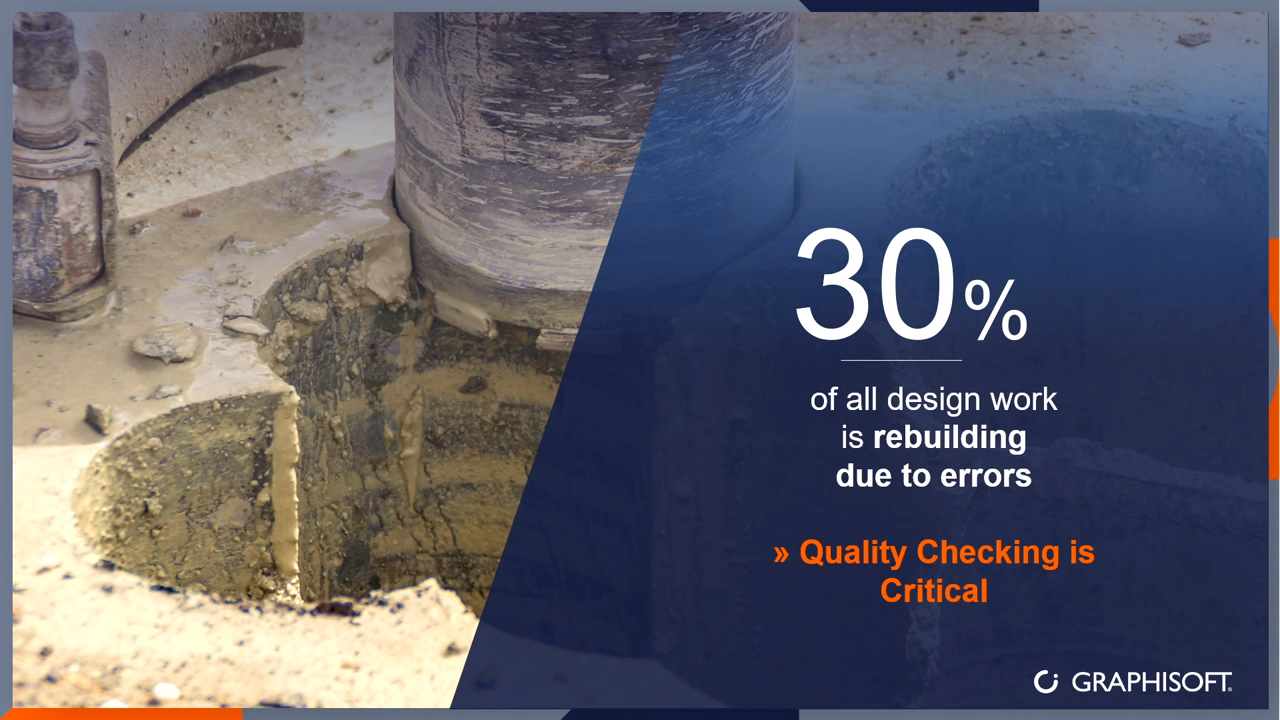 30%
of all design work
is rebuilding
due to errors
» Quality Checking is
Critical
GRAPHISOFT®